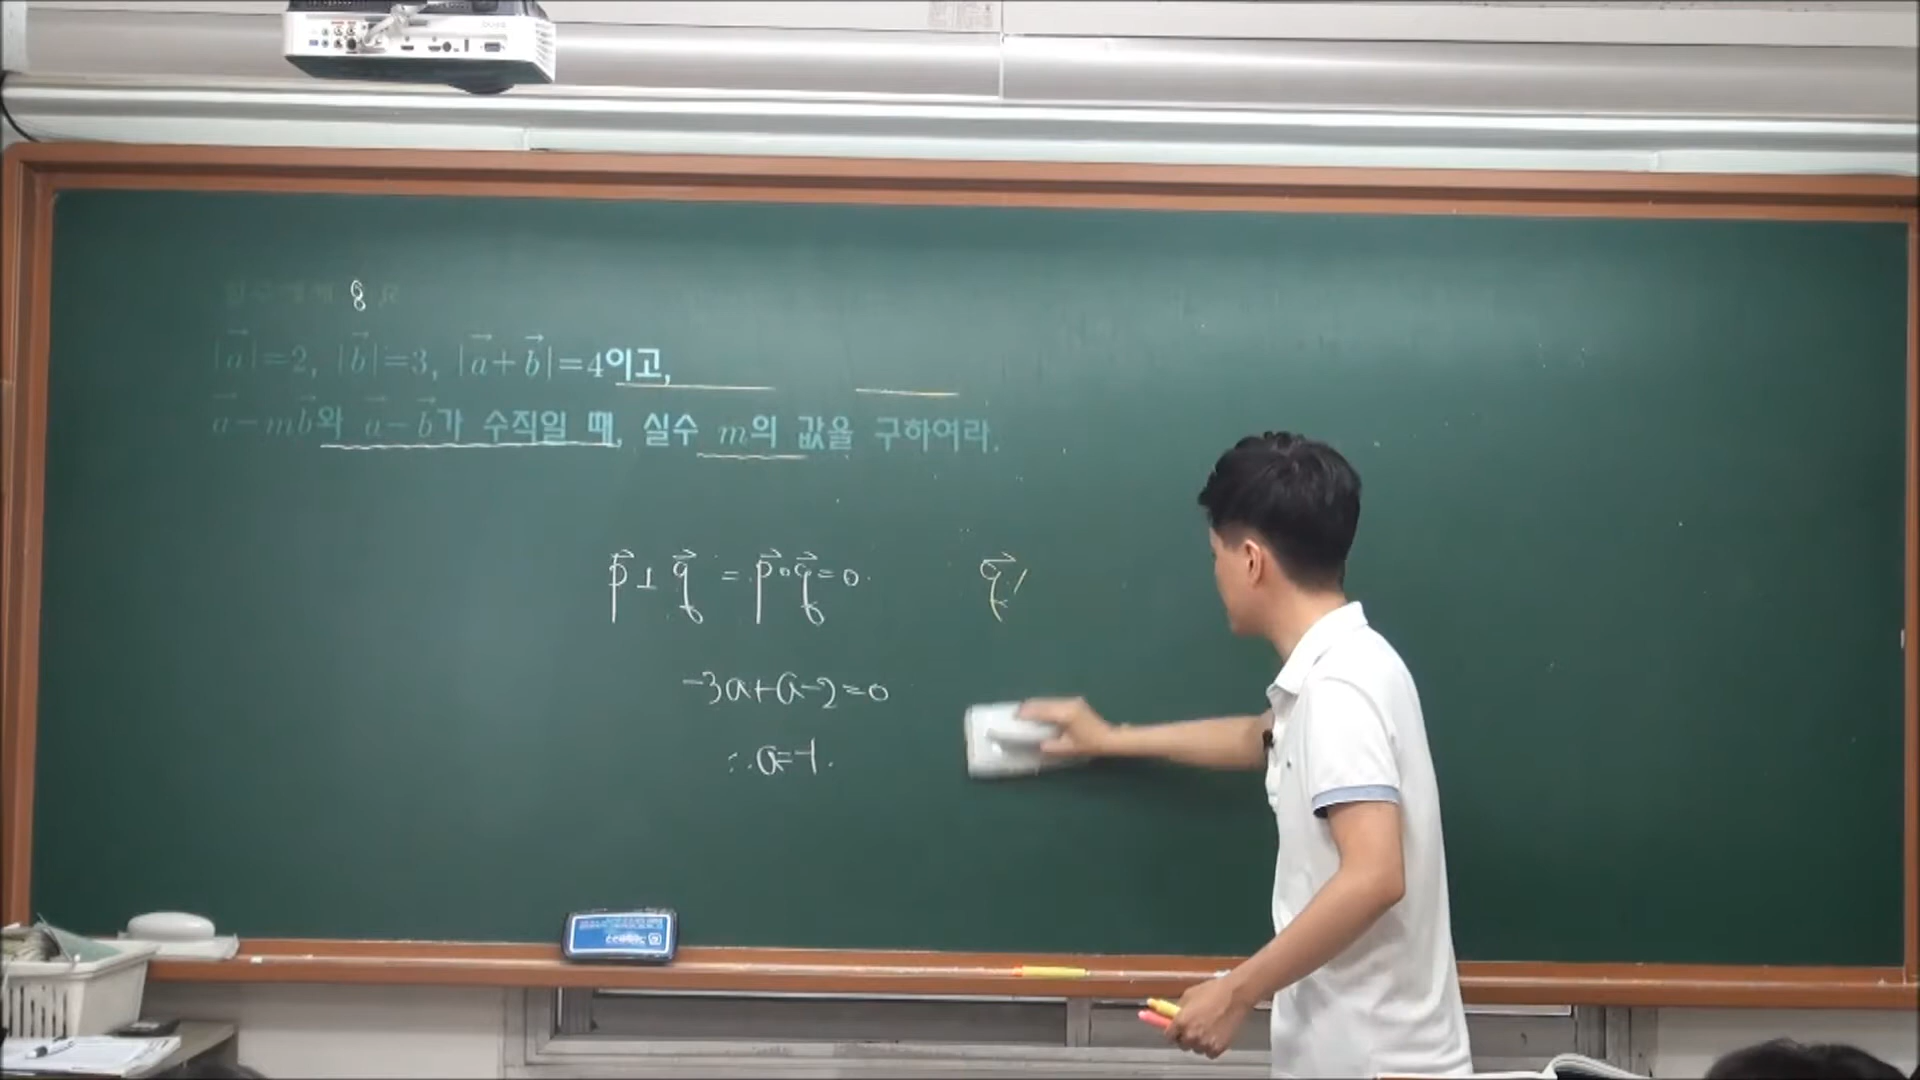 8
|a⃗|=2, |b⃗|=3, |a⃗+b⃗|=4이고,
a⃗-mb⃗와 a⃗-b⃗가 수직일 때, 실수 m의 값을 구하여라.
p⃗⊥q⃗ = p⃗∘q⃗=0. q⃗/
-3a+a-2=0
∴a=-1.